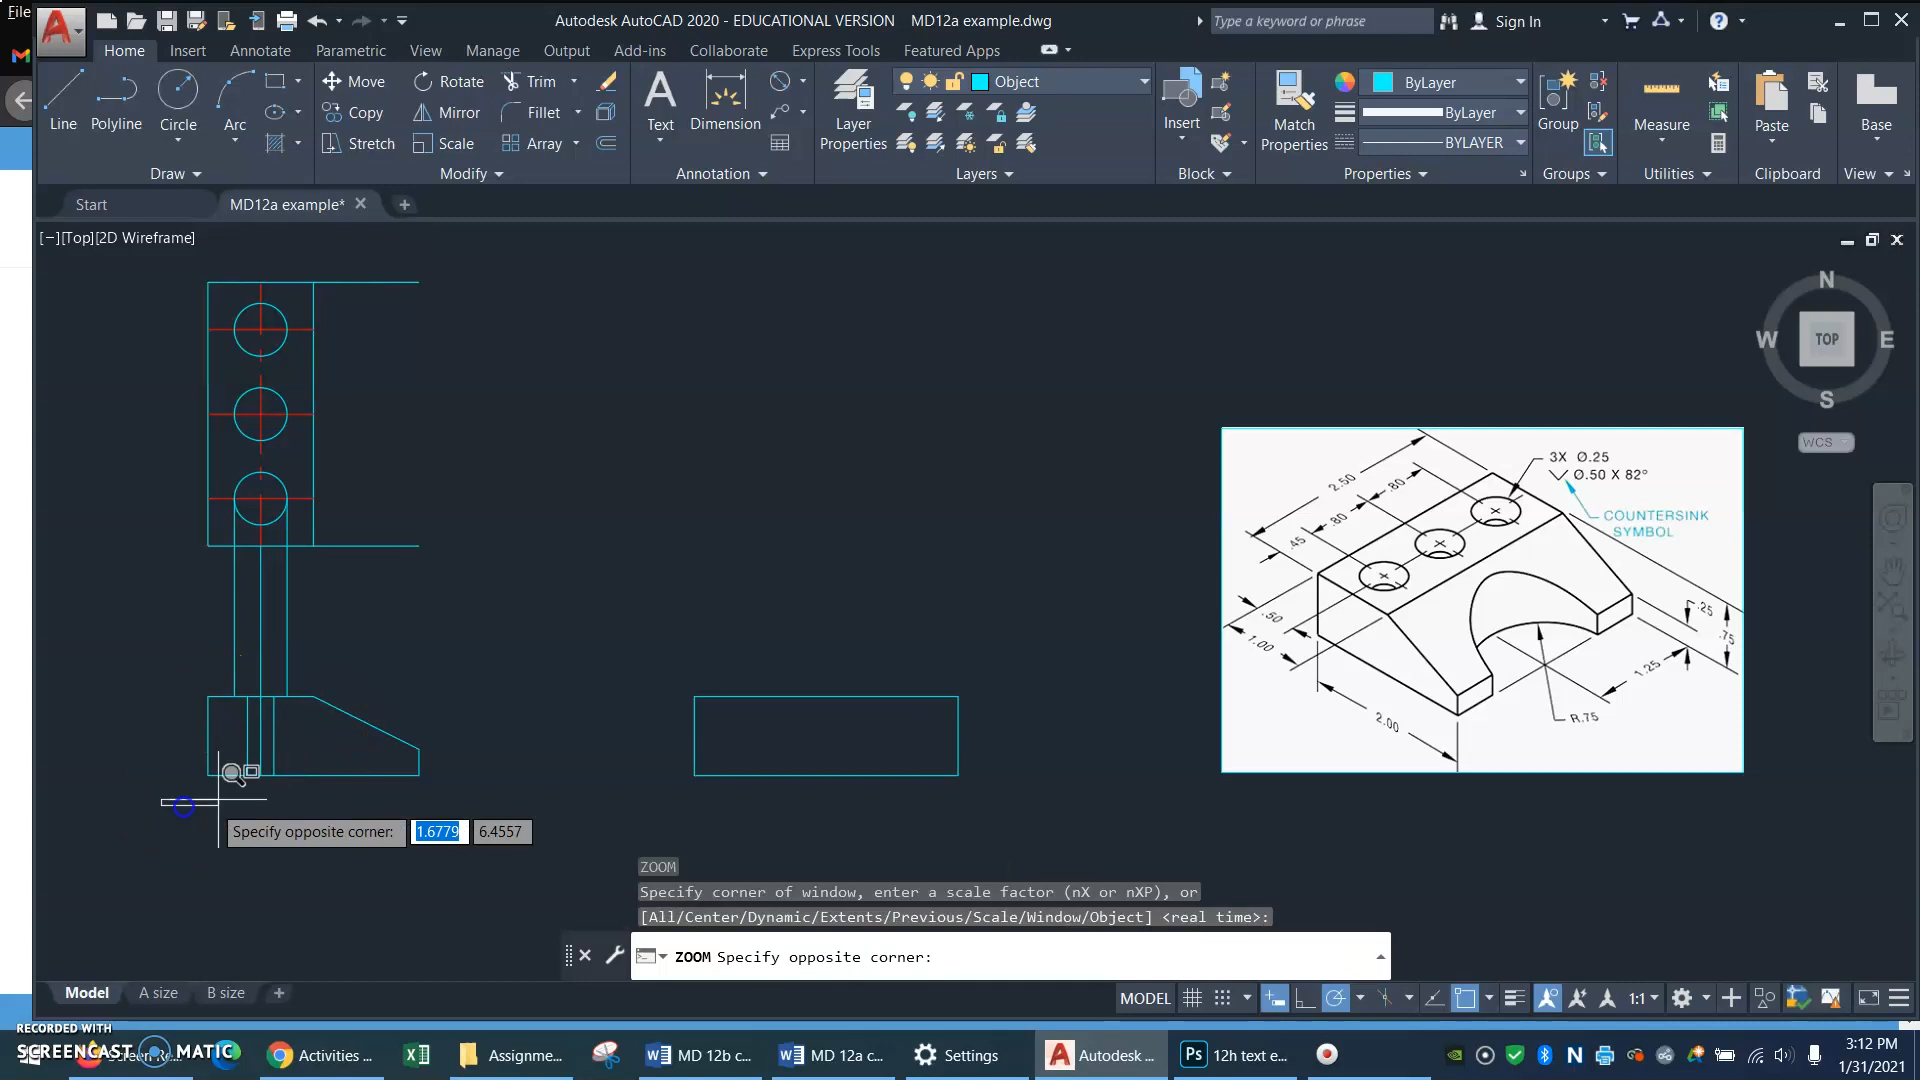 File
Autodesk AutoCAD 2020 - EDUCATIONAL VERSION MD12a example.dwg
Type a keyword or phrase
Sign In
Home Insert Annotate Parametric View Manage Output Add-ins Collaborate Express Tools Featured Apps
Line Polyline Circle Arc
Move Rotate Trim
Copy Mirror Fillet
Stretch Scale Array
Text Dimension
Layer Properties
Object
Insert
Match Properties
ByLayer
ByLayer
BYLAYER
Group
Measure
Paste
Base
Draw Modify Annotation Layers Block Properties Groups Utilities Clipboard View
Start MD12a example*
[−][Top][2D Wireframe]
N
W TOP E
S
WCS
3X Ø.25
Ø.50 X 82°
COUNTERSINK
SYMBOL
2.50
.80
.80
.45
.50
1.00
2.00
R.75
1.25
.25
.75
Specify opposite corner: 1.6779 6.4557
ZOOM
Specify corner of window, enter a scale factor (nX or nXP), or
[All/Center/Dynamic/Extents/Previous/Scale/Window/Object] <real time>:
ZOOM Specify opposite corner:
Model A size B size
MODEL 1:1
RECORDED WITH
SCREENCAST MATIC
Screen Re...
Activities ...
Assignme...
MD 12b c...
MD 12a c...
Settings
Autodesk ...
12h text e...
3:12 PM
1/31/2021